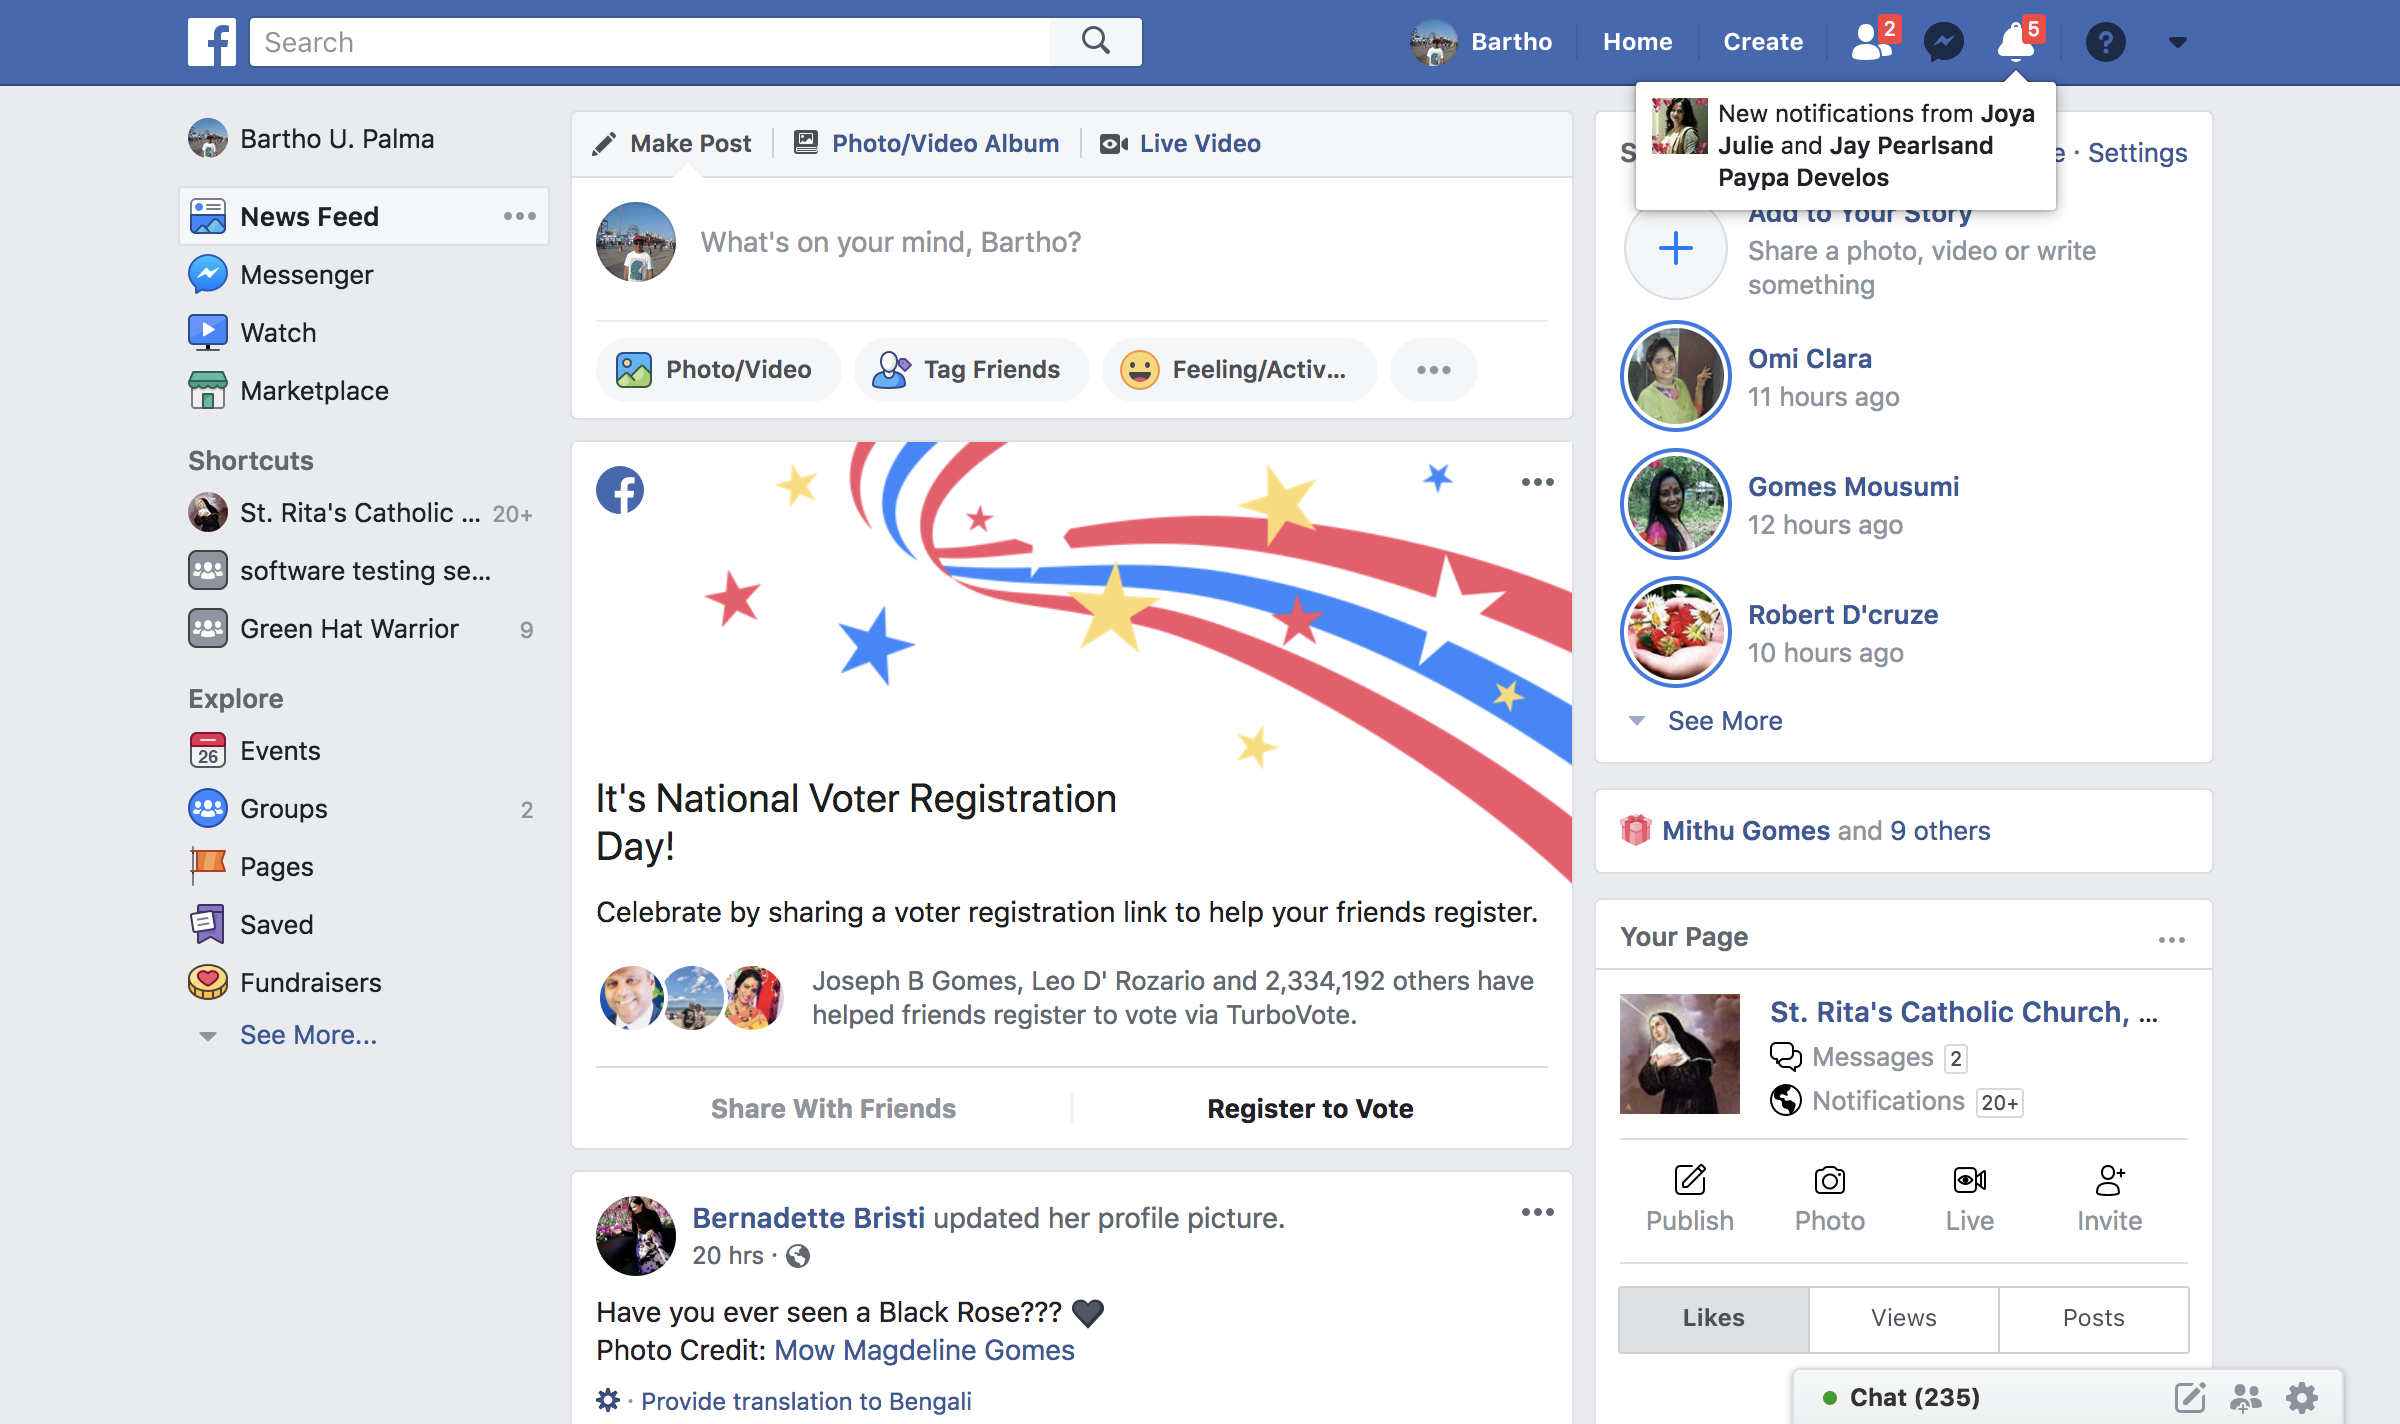 Search
Bartho
Home
Create
2
5
New notifications from Joya
Julie and Jay Pearlsand
Paypa Develos
Bartho U. Palma
News Feed
Messenger
Watch
Marketplace
Shortcuts
St. Rita's Catholic ... 20+
software testing se...
Green Hat Warrior 9
Explore
26
Events
Groups 2
Pages
Saved
Fundraisers
See More...
Make Post
Photo/Video Album
Live Video
What's on your mind, Bartho?
Photo/Video
Tag Friends
Feeling/Activ...
It's National Voter Registration
Day!
Celebrate by sharing a voter registration link to help your friends register.
Joseph B Gomes, Leo D' Rozario and 2,334,192 others have
helped friends register to vote via TurboVote.
Share With Friends
Register to Vote
Bernadette Bristi updated her profile picture.
20 hrs ·
Have you ever seen a Black Rose???
Photo Credit: Mow Magdeline Gomes
· Provide translation to Bengali
· Settings
Add to Your Story
Share a photo, video or write
something
Omi Clara
11 hours ago
Gomes Mousumi
12 hours ago
Robert D'cruze
10 hours ago
See More
Mithu Gomes and 9 others
Your Page
St. Rita's Catholic Church, ...
Messages 2
Notifications 20+
Publish
Photo
Live
Invite
Likes
Views
Posts
Chat (235)